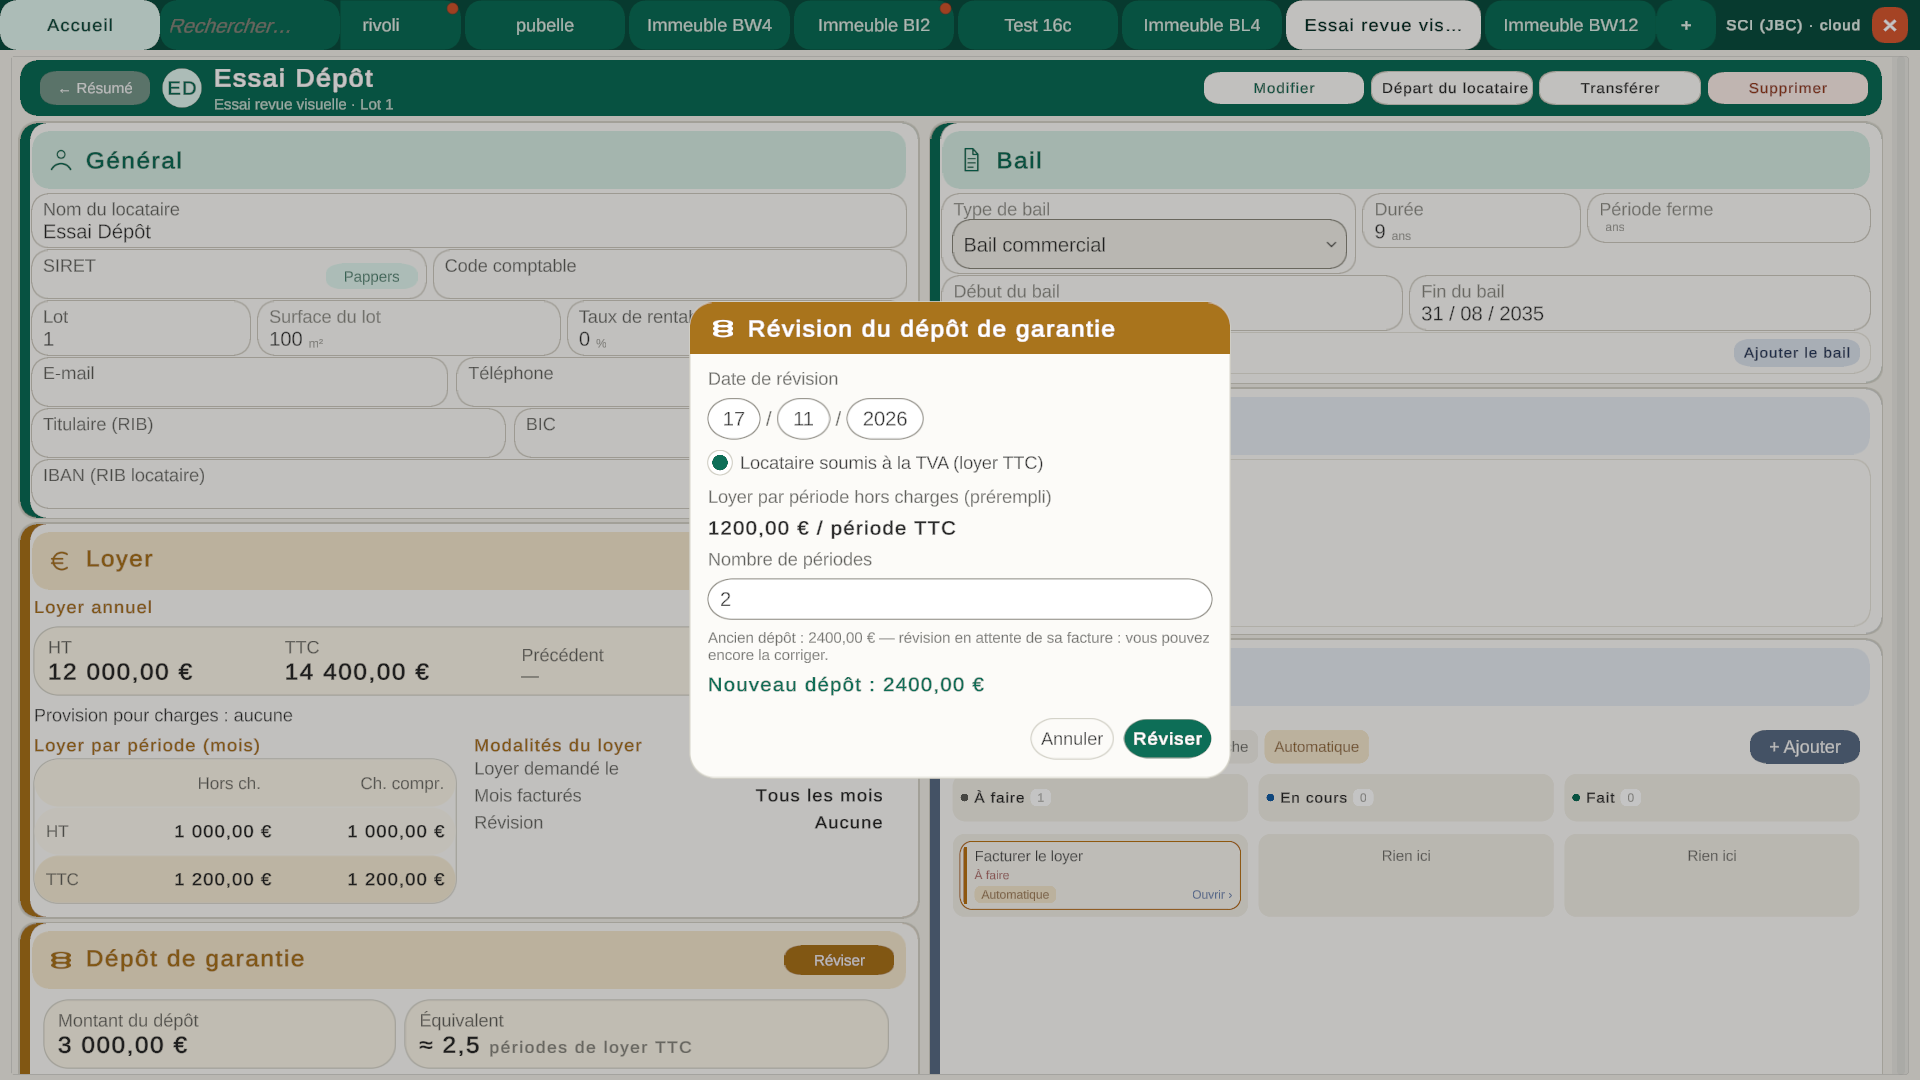 Accueil
Rechercher…
rivoli
pubelle
Immeuble BW4
Immeuble BI2
Test 16c
Immeuble BL4
Essai revue vis…
Immeuble BW12
+
SCI (JBC) · cloud
×
← Résumé
ED
Essai Dépôt
Essai revue visuelle · Lot 1
Modifier
Départ du locataire
Transférer
Supprimer
Général
Nom du locataire
Essai Dépôt
SIRET
Pappers
Code comptable
Lot
1
Surface du lot
100 m²
Taux de rental
0 %
E-mail
Téléphone
Titulaire (RIB)
BIC
IBAN (RIB locataire)
Bail
Type de bail
Bail commercial
Durée
9 ans
Période ferme
ans
Début du bail
Fin du bail
31 / 08 / 2035
Ajouter le bail
Révision du dépôt de garantie
Date de révision
17 / 11 / 2026
Locataire soumis à la TVA (loyer TTC)
Loyer par période hors charges (prérempli)
1200,00 € / période TTC
Nombre de périodes
2
Ancien dépôt : 2400,00 € — révision en attente de sa facture : vous pouvez
encore la corriger.
Nouveau dépôt : 2400,00 €
Annuler
Réviser
Loyer
Loyer annuel
HT
12 000,00 €
TTC
14 400,00 €
Précédent
—
Provision pour charges : aucune
Loyer par période (mois)
Hors ch.
Ch. compr.
HT
1 000,00 €
1 000,00 €
TTC
1 200,00 €
1 200,00 €
Modalités du loyer
Loyer demandé le
Mois facturés
Tous les mois
Révision
Aucune
Dépôt de garantie
Réviser
Montant du dépôt
3 000,00 €
Équivalent
≈ 2,5 périodes de loyer TTC
he
Automatique
+ Ajouter
À faire 1
En cours 0
Fait 0
Facturer le loyer
À faire
Automatique
Ouvrir ›
Rien ici
Rien ici